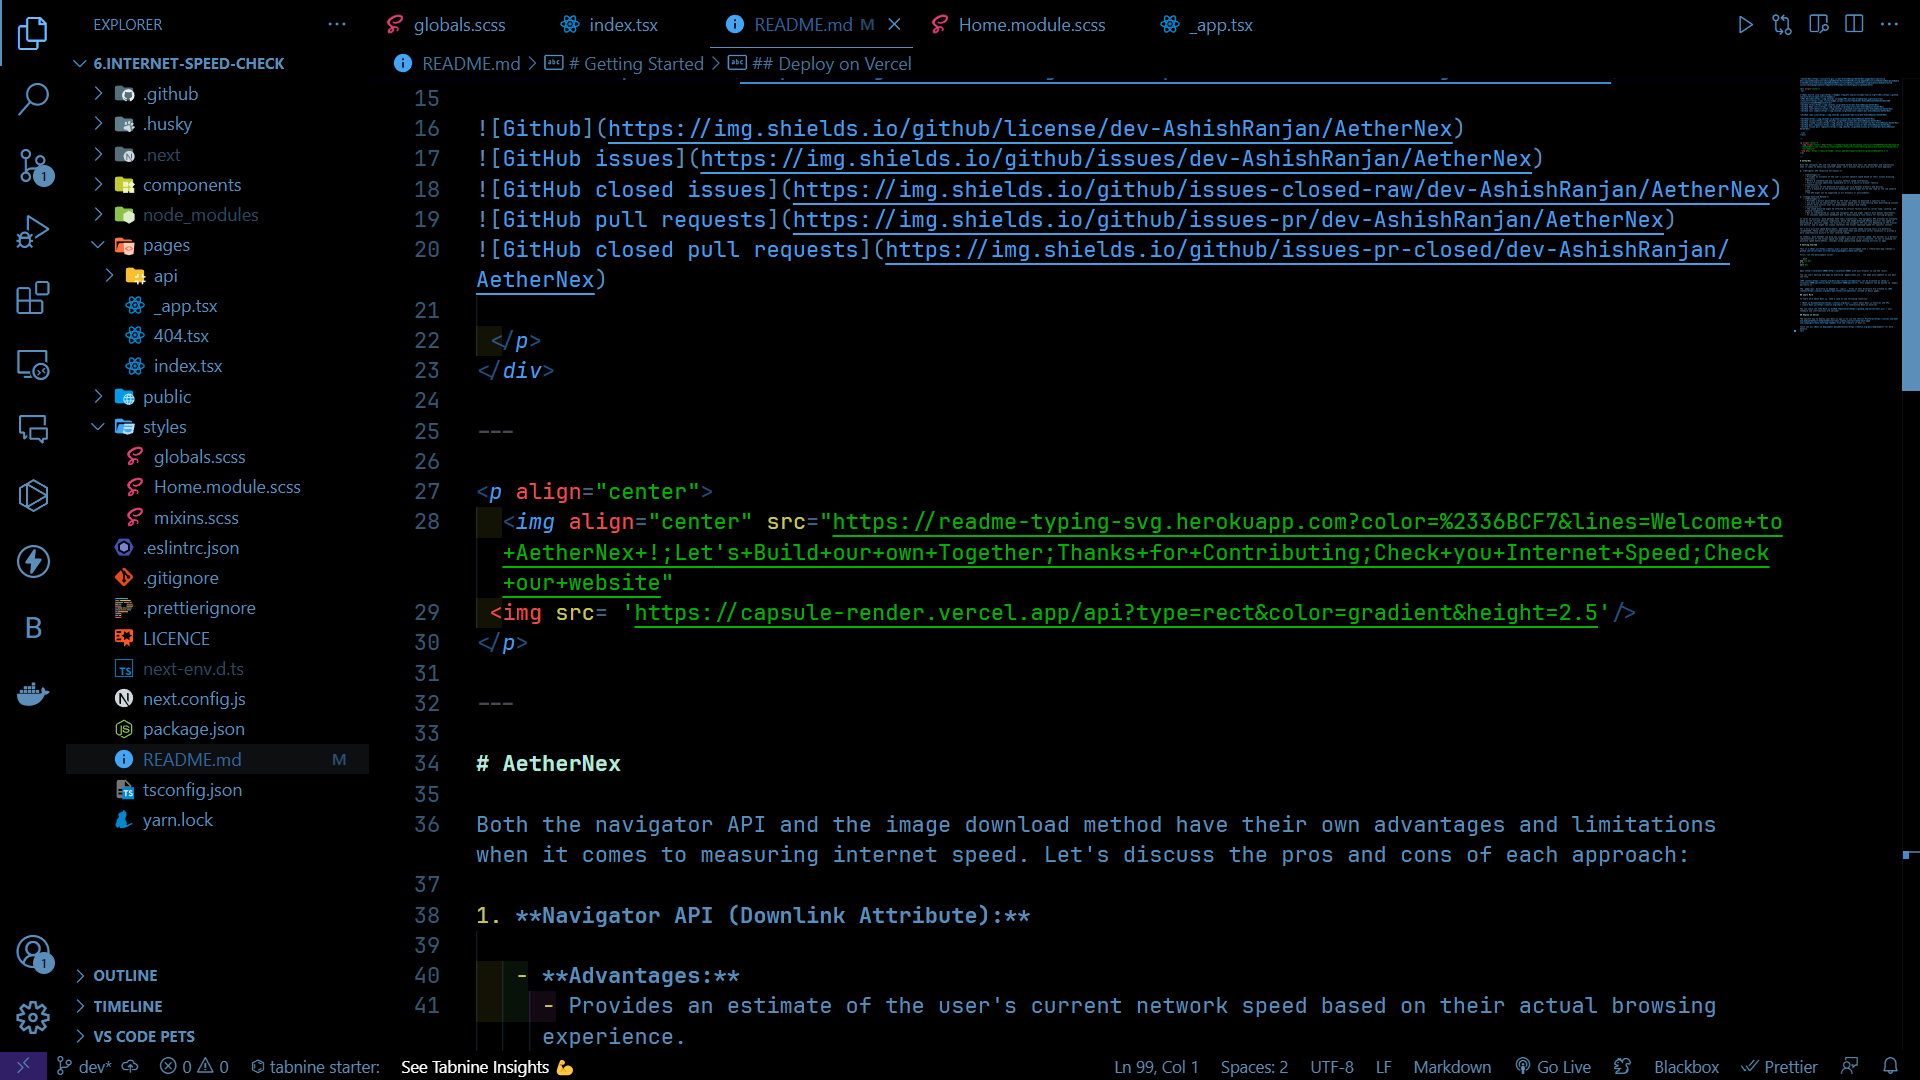 EXPLORER
globals.scss
index.tsx
README.md M
Home.module.scss
_app.tsx
6.INTERNET-SPEED-CHECK
README.md > # Getting Started > ## Deploy on Vercel
.github
.husky
.next
components
node_modules
pages
api
_app.tsx
404.tsx
index.tsx
public
styles
globals.scss
Home.module.scss
mixins.scss
.eslintrc.json
.gitignore
.prettierignore
LICENCE
next-env.d.ts
next.config.js
package.json
README.md M
tsconfig.json
yarn.lock
OUTLINE
TIMELINE
VS CODE PETS
15
16 ![Github](https://img.shields.io/github/license/dev-AshishRanjan/AetherNex)
17 ![GitHub issues](https://img.shields.io/github/issues/dev-AshishRanjan/AetherNex)
18 ![GitHub closed issues](https://img.shields.io/github/issues-closed-raw/dev-AshishRanjan/AetherNex)
19 ![GitHub pull requests](https://img.shields.io/github/issues-pr/dev-AshishRanjan/AetherNex)
20 ![GitHub closed pull requests](https://img.shields.io/github/issues-pr-closed/dev-AshishRanjan/
AetherNex)
21
22 </p>
23 </div>
24
25 ---
26
27 <p align="center">
28 <img align="center" src="https://readme-typing-svg.herokuapp.com?color=%2336BCF7&lines=Welcome+to
+AetherNex+!;Let's+Build+our+own+Together;Thanks+for+Contributing;Check+you+Internet+Speed;Check
+our+website"
29 <img src= 'https://capsule-render.vercel.app/api?type=rect&color=gradient&height=2.5'/>
30 </p>
31
32 ---
33
34 # AetherNex
35
36 Both the navigator API and the image download method have their own advantages and limitations
when it comes to measuring internet speed. Let's discuss the pros and cons of each approach:
37
38 1. **Navigator API (Downlink Attribute):**
39
40 - **Advantages:**
41 - Provides an estimate of the user's current network speed based on their actual browsing
experience.
1
B
1
dev* 0 0 tabnine starter: See Tabnine Insights 💪 Ln 99, Col 1 Spaces: 2 UTF-8 LF Markdown Go Live Blackbox Prettier